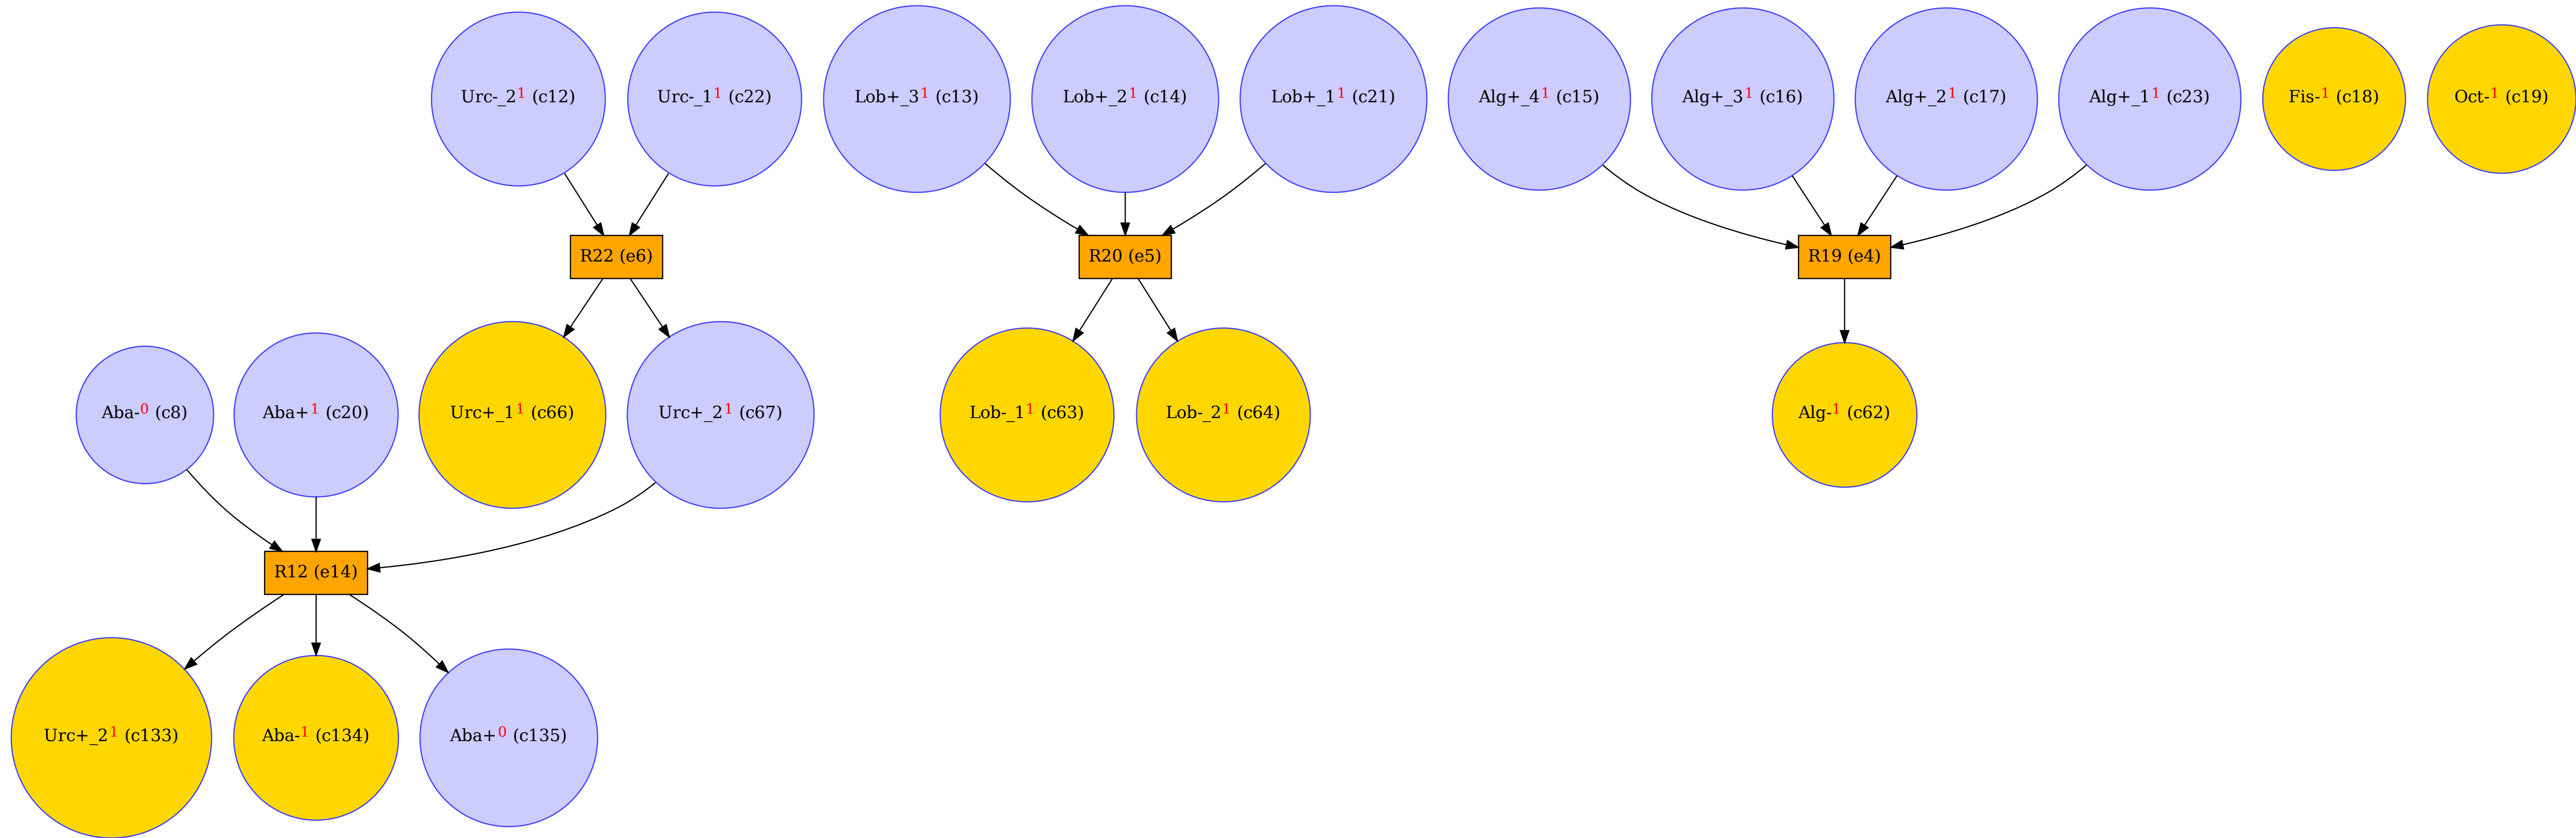 Urc-_2¹ (c12)
Urc-_1¹ (c22)
Lob+_3¹ (c13)
Lob+_2¹ (c14)
Lob+_1¹ (c21)
Alg+_4¹ (c15)
Alg+_3¹ (c16)
Alg+_2¹ (c17)
Alg+_1¹ (c23)
Fis-¹ (c18)
Oct-¹ (c19)
R22 (e6)
R20 (e5)
R19 (e4)
Aba-⁰ (c8)
Aba+¹ (c20)
Urc+_1¹ (c66)
Urc+_2¹ (c67)
Lob-_1¹ (c63)
Lob-_2¹ (c64)
Alg-¹ (c62)
R12 (e14)
Urc+_2¹ (c133)
Aba-¹ (c134)
Aba+⁰ (c135)